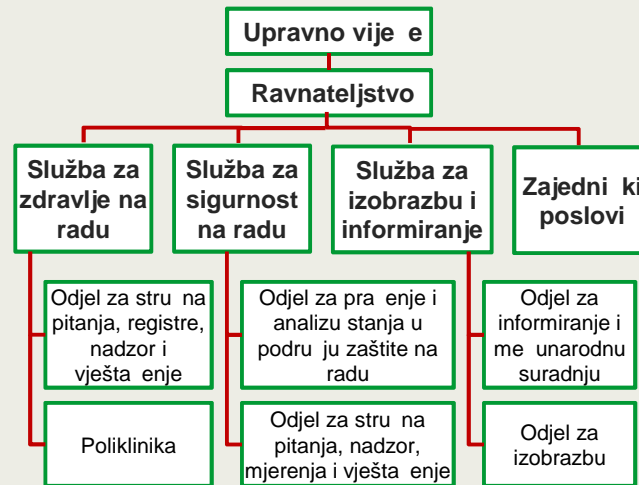 Upravno vije e
Ravnateljstvo
Služba za
zdravlje na
radu
Služba za
sigurnost
na radu
Služba za
izobrazbu i
informiranje
Zajedni ki
poslovi
Odjel za stru na
pitanja, registre,
nadzor i
vješta enje
Odjel za pra enje i
analizu stanja u
podru ju zaštite na
radu
Odjel za
informiranje i
me unarodnu
suradnju
Poliklinika
Odjel za stru na
pitanja, nadzor,
mjerenja i vješta enje
Odjel za
izobrazbu